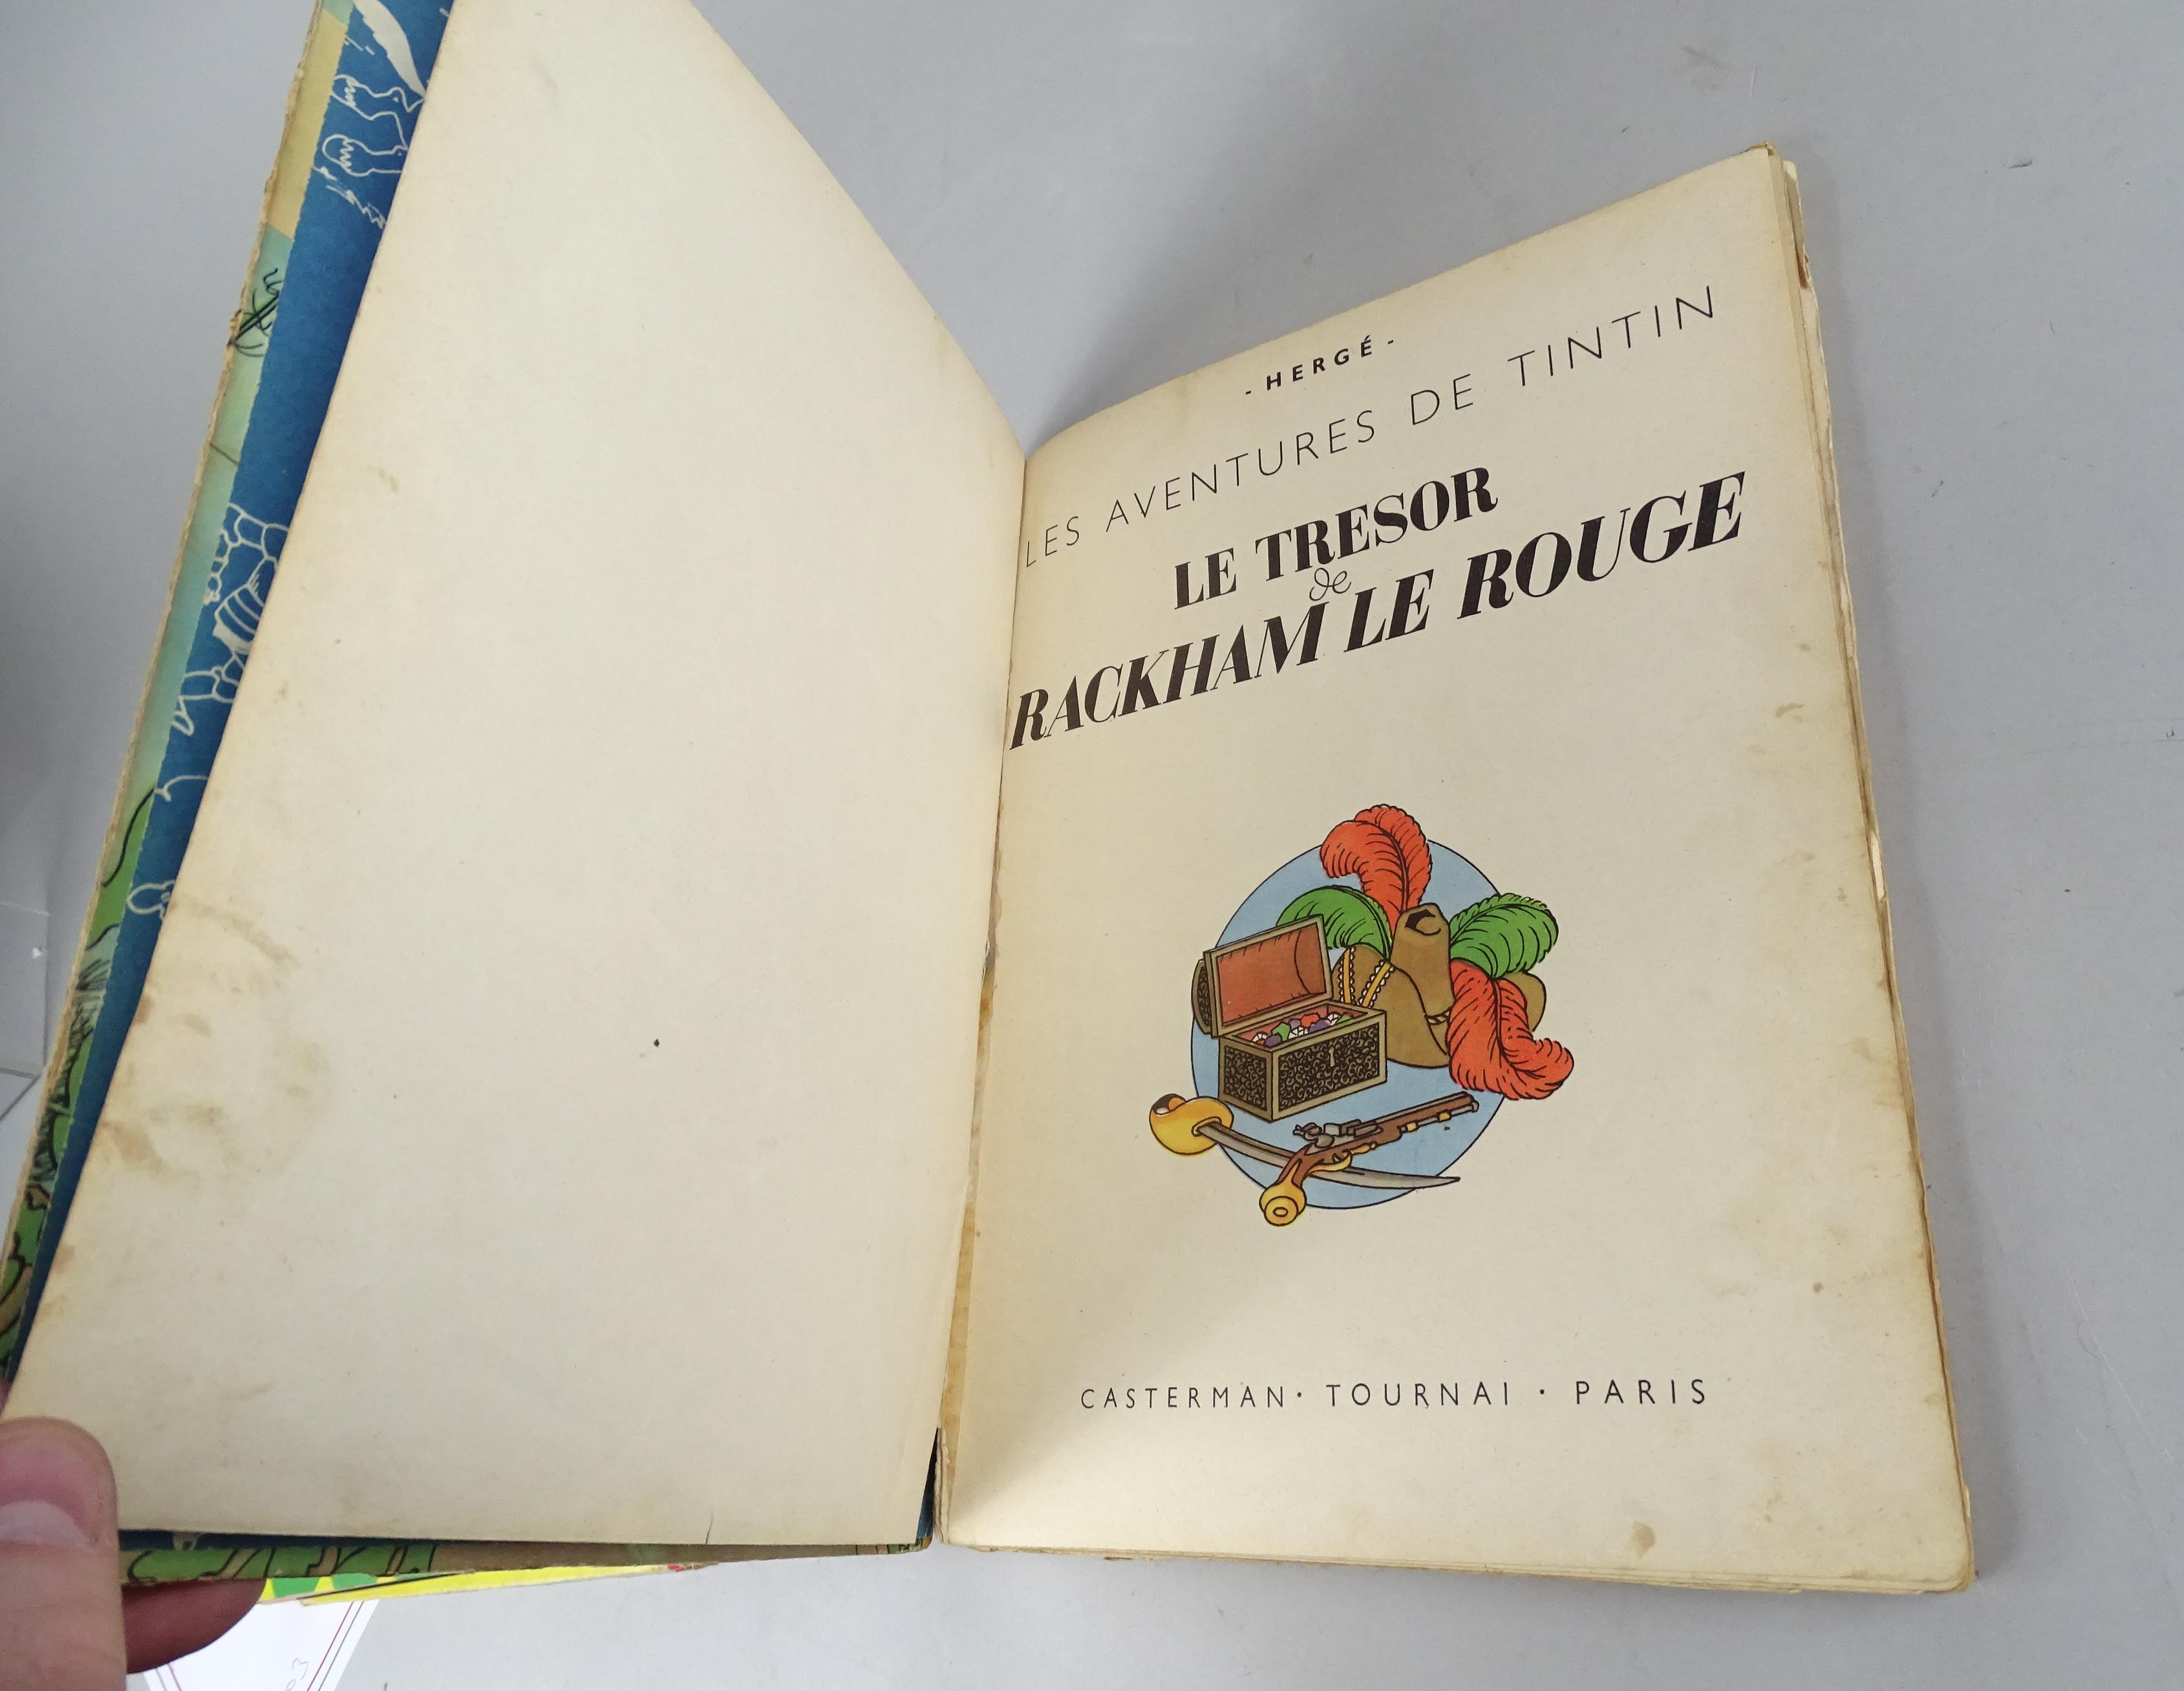 - HERGÉ -
LES AVENTURES DE TINTIN
LE TRESOR
de
RACKHAM LE ROUGE
CASTERMAN · TOURNAI · PARIS